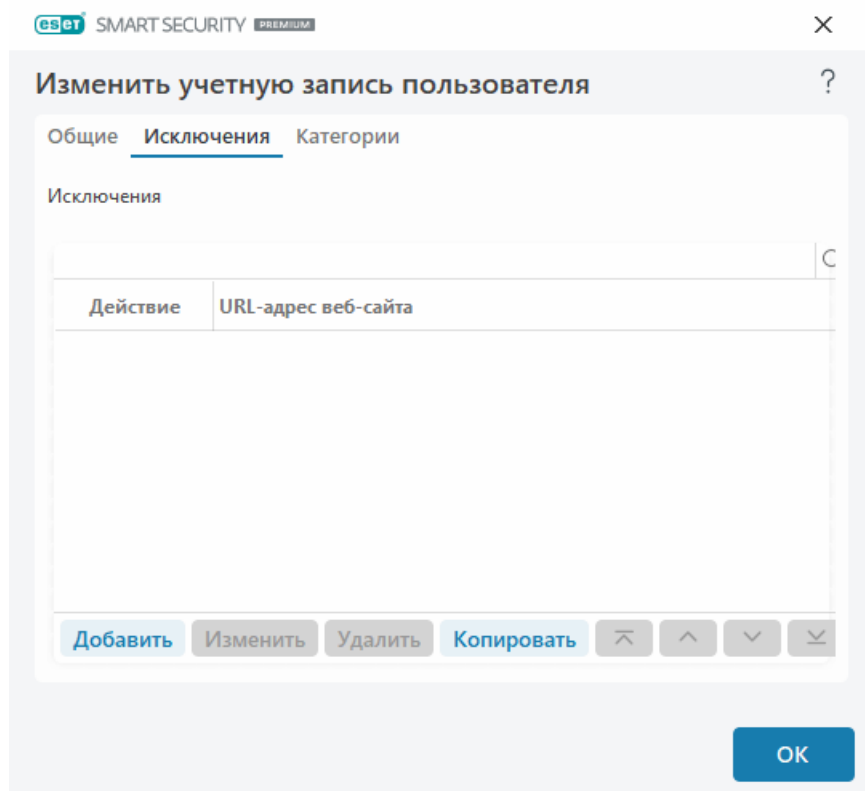 eset SMART SECURITY PREMIUM
Изменить учетную запись пользователя ?
Общие Исключения Категории
Исключения
Действие URL-адрес веб-сайта
Добавить Изменить Удалить Копировать
ОК